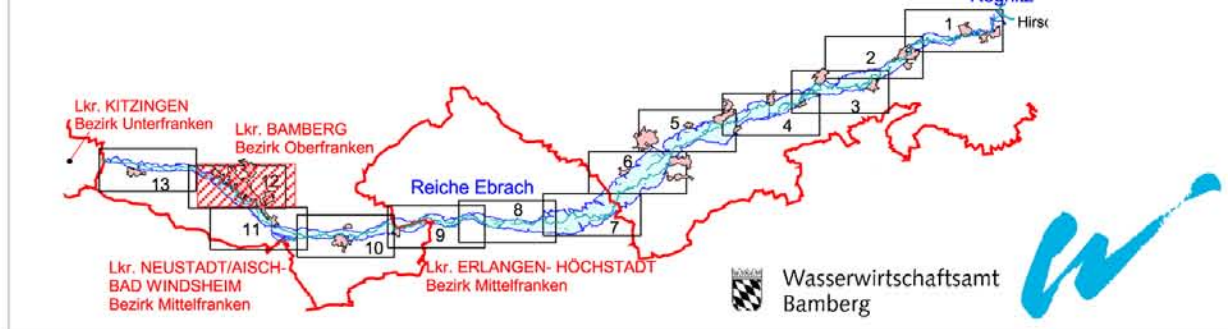 1
Hirsc
2
3
4
5
6
Lkr. KITZINGEN
Bezirk Unterfranken
Lkr. BAMBERG
Bezirk Oberfranken
13
12
11
10
9
Reiche Ebrach
8
7
Lkr. NEUSTADT/AISCH-
BAD WINDSHEIM
Bezirk Mittelfranken
Lkr. ERLANGEN- HÖCHSTADT
Bezirk Mittelfranken
Wasserwirtschaftsamt
Bamberg